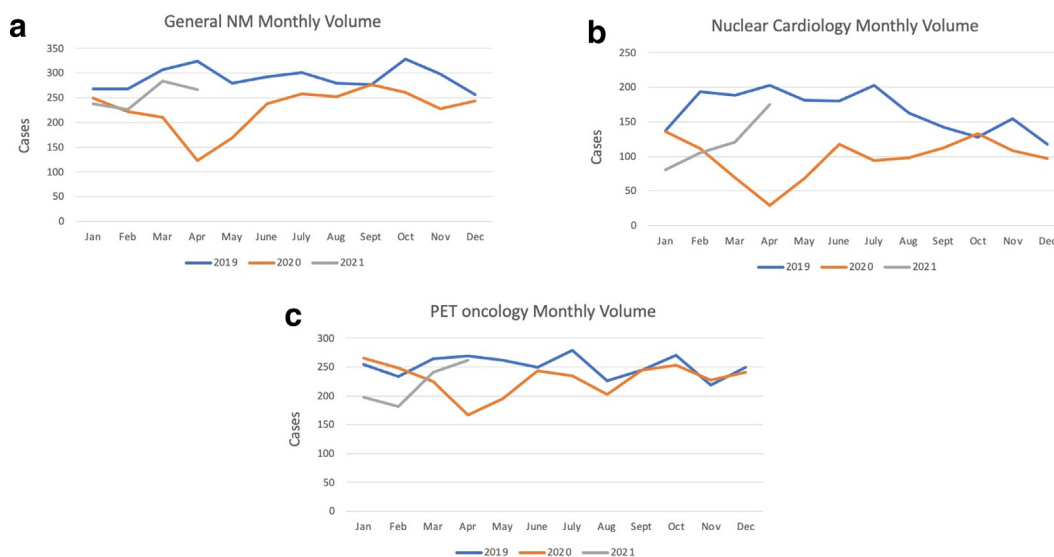 a
General NM Monthly Volume
350
300
250
200
150
100
50
0
Cases
Jan Feb Mar Apr May June July Aug Sept Oct Nov Dec
2019 2020 2021
b
Nuclear Cardiology Monthly Volume
250
200
150
100
50
0
Cases
Jan Feb Mar Apr May June July Aug Sept Oct Nov Dec
2019 2020 2021
c
PET oncology Monthly Volume
300
250
200
150
100
50
0
Cases
Jan Feb Mar Apr May June July Aug Sept Oct Nov Dec
2019 2020 2021